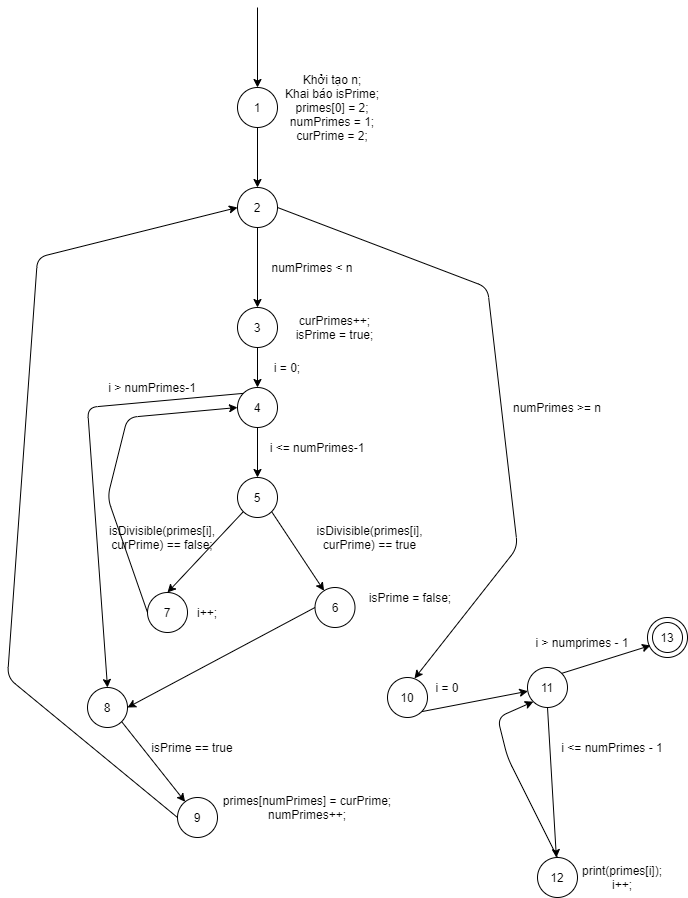 Khởi tạo n;
Khai báo isPrime;
primes[0] = 2;
numPrimes = 1;
curPrime = 2;
1
2
numPrimes < n
3
curPrimes++;
isPrime = true;
i = 0;
i > numPrimes-1
4
numPrimes >= n
i <= numPrimes-1
5
isDivisible(primes[i],
curPrime) == false;
isDivisible(primes[i],
curPrime) == true
7
i++;
6
isPrime = false;
i > numprimes - 1
13
10
i = 0
11
8
isPrime == true
i <= numPrimes - 1
9
primes[numPrimes] = curPrime;
numPrimes++;
12
print(primes[i]);
i++;